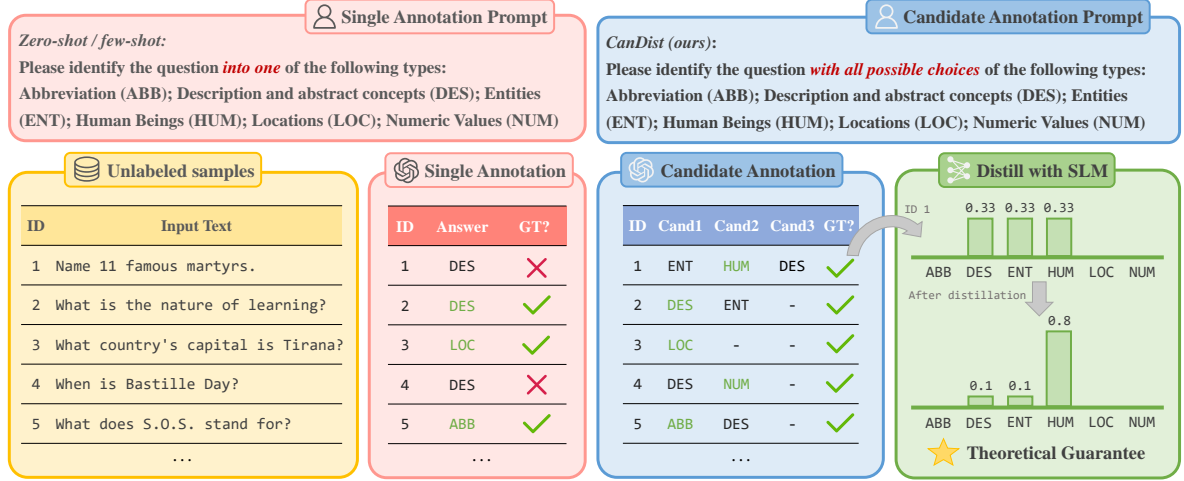 Single Annotation Prompt
Zero-shot / few-shot:
Please identify the question into one of the following types:
Abbreviation (ABB); Description and abstract concepts (DES); Entities
(ENT); Human Beings (HUM); Locations (LOC); Numeric Values (NUM)
Candidate Annotation Prompt
CanDist (ours):
Please identify the question with all possible choices of the following types:
Abbreviation (ABB); Description and abstract concepts (DES); Entities
(ENT); Human Beings (HUM); Locations (LOC); Numeric Values (NUM)
Unlabeled samples
ID Input Text
1 Name 11 famous martyrs.
2 What is the nature of learning?
3 What country's capital is Tirana?
4 When is Bastille Day?
5 What does S.O.S. stand for?
...
Single Annotation
ID Answer GT?
1 DES
2 DES
3 LOC
4 DES
5 ABB
...
Candidate Annotation
ID Cand1 Cand2 Cand3 GT?
1 ENT HUM DES
2 DES ENT -
3 LOC - -
4 DES NUM -
5 ABB DES -
...
Distill with SLM
ID 1
0.33 0.33 0.33
ABB DES ENT HUM LOC NUM
After distillation
0.8
0.1 0.1
ABB DES ENT HUM LOC NUM
Theoretical Guarantee